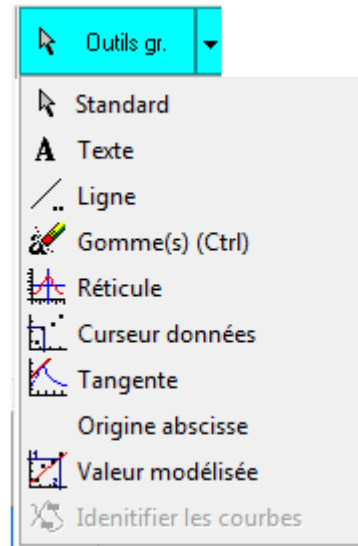 Outils gr.
Standard
Texte
Ligne
Gomme(s) (Ctrl)
Réticule
Curseur données
Tangente
Origine abscisse
Valeur modélisée
Idenitifier les courbes